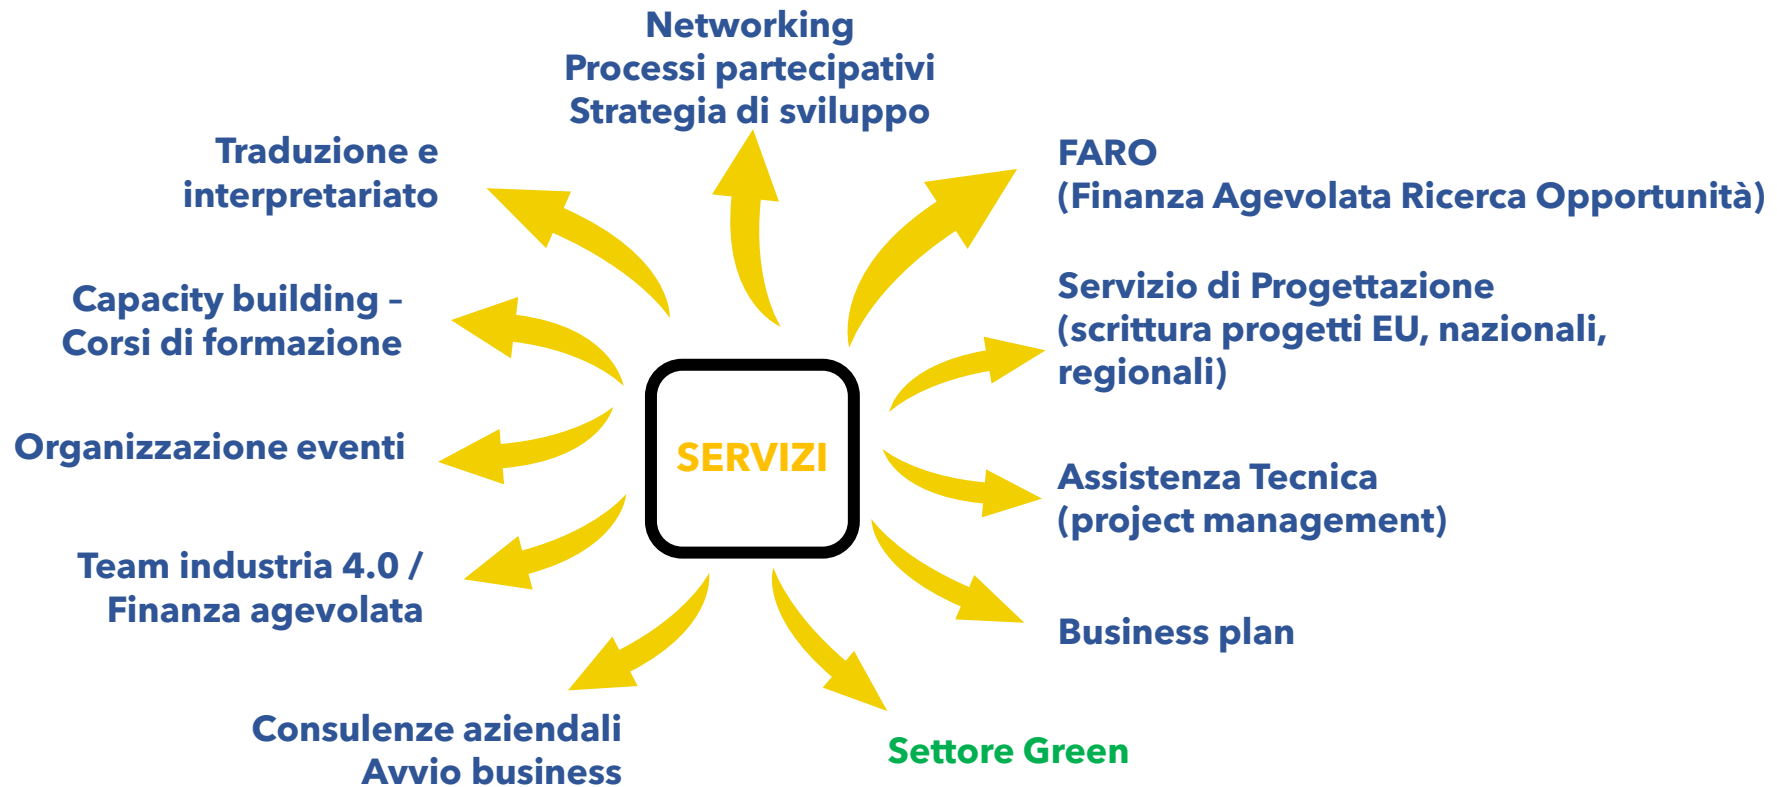 Networking
Processi partecipativi
Strategia di sviluppo
FARO
(Finanza Agevolata Ricerca Opportunità)
Servizio di Progettazione
(scrittura progetti EU, nazionali,
regionali)
Assistenza Tecnica
(project management)
Business plan
Settore Green
Consulenze aziendali
Avvio business
Team industria 4.0 /
Finanza agevolata
Organizzazione eventi
Capacity building –
Corsi di formazione
Traduzione e
interpretariato
SERVIZI